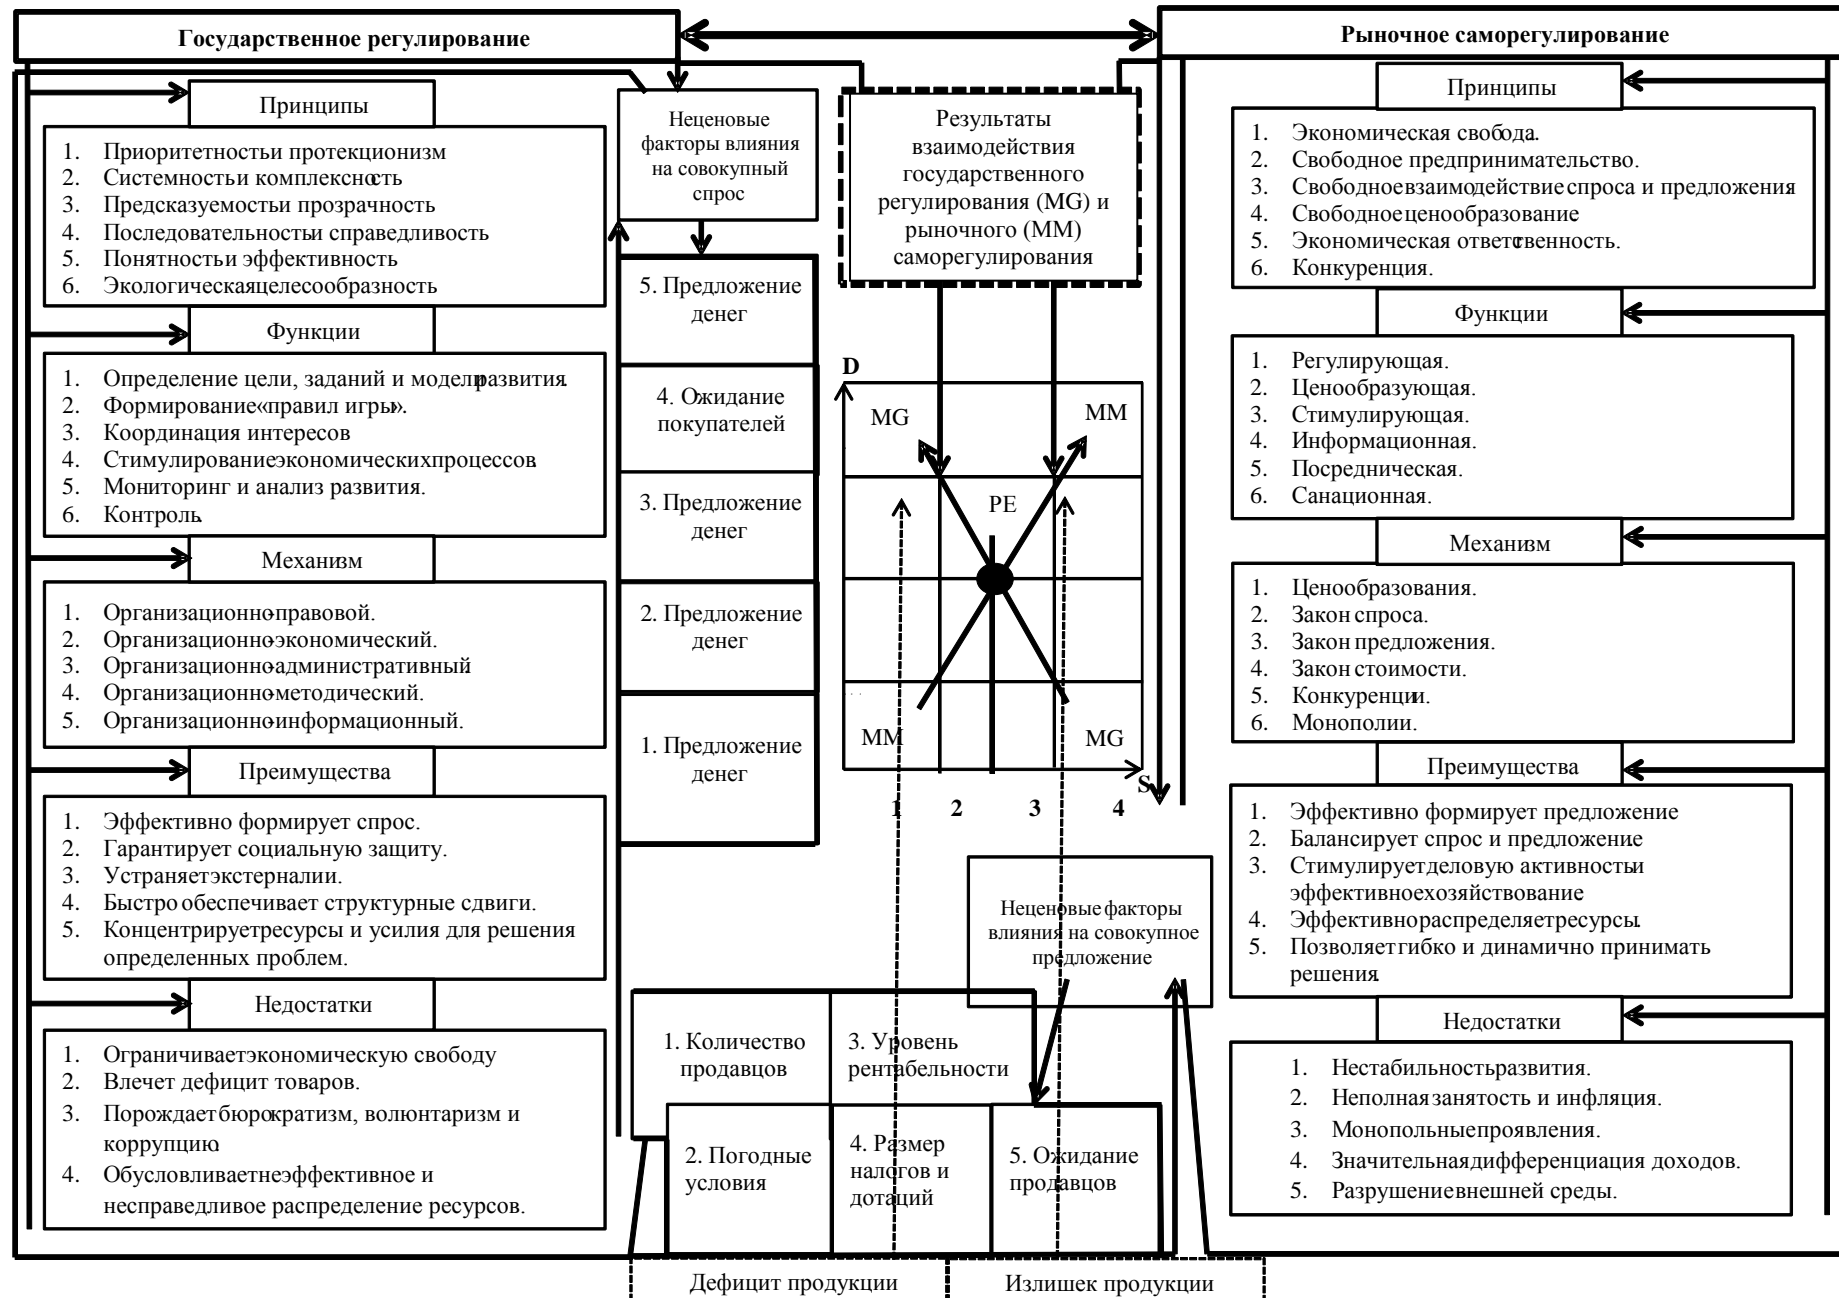 Государственное регулирование
Рыночное саморегулирование
Принципы
1. Приоритетность и протекционизм
2. Системность и комплексность
3. Предсказуемость и прозрачность
4. Последовательность и справедливость
5. Понятность и эффективность
6. Экологическая целесообразность
Функции
1. Определение цели, заданий и модели развития.
2. Формирование «правил игры».
3. Координация интересов
4. Стимулирование экономических процессов.
5. Мониторинг и анализ развития.
6. Контроль.
Механизм
1. Организационно-правовой.
2. Организационно-экономический.
3. Организационно-административный
4. Организационно-методический.
5. Организационно-информационный.
Преимущества
1. Эффективно формирует спрос.
2. Гарантирует социальную защиту.
3. Устраняет экстерналии.
4. Быстро обеспечивает структурные сдвиги.
5. Концентрирует ресурсы и усилия для решения
определенных проблем.
Недостатки
1. Ограничивает экономическую свободу
2. Влечет дефицит товаров.
3. Порождает бюрократизм, волюнтаризм и
коррупцию
4. Обусловливает неэффективное и
несправедливое распределение ресурсов.
Неценовые
факторы влияния
на совокупный
спрос
5. Предложение
денег
4. Ожидание
покупателей
3. Предложение
денег
2. Предложение
денег
1. Предложение
денег
Результаты
взаимодействия
государственного
регулирования (MG) и
рыночного (MM)
саморегулирования
D
MG
MM
PE
MM
MG
S
1 2 3 4
Неценовые факторы
влияния на совокупное
предложение
1. Количество
продавцов
3. Уровень
рентабельности
2. Погодные
условия
4. Размер
налогов и
дотаций
5. Ожидание
продавцов
Дефицит продукции
Излишек продукции
Принципы
1. Экономическая свобода.
2. Свободное предпринимательство.
3. Свободное взаимодействие спроса и предложения
4. Свободное ценообразование
5. Экономическая ответственность.
6. Конкуренция.
Функции
1. Регулирующая.
2. Ценообразующая.
3. Стимулирующая.
4. Информационная.
5. Посредническая.
6. Санационная.
Механизм
1. Ценообразования.
2. Закон спроса.
3. Закон предложения.
4. Закон стоимости.
5. Конкуренции.
6. Монополии.
Преимущества
1. Эффективно формирует предложение
2. Балансирует спрос и предложение
3. Стимулирует деловую активность и
эффективное хозяйствование
4. Эффективно распределяет ресурсы.
5. Позволяет гибко и динамично принимать
решения.
Недостатки
1. Нестабильность развития.
2. Неполная занятость и инфляция.
3. Монопольные проявления.
4. Значительная дифференциация доходов.
5. Разрушение внешней среды.